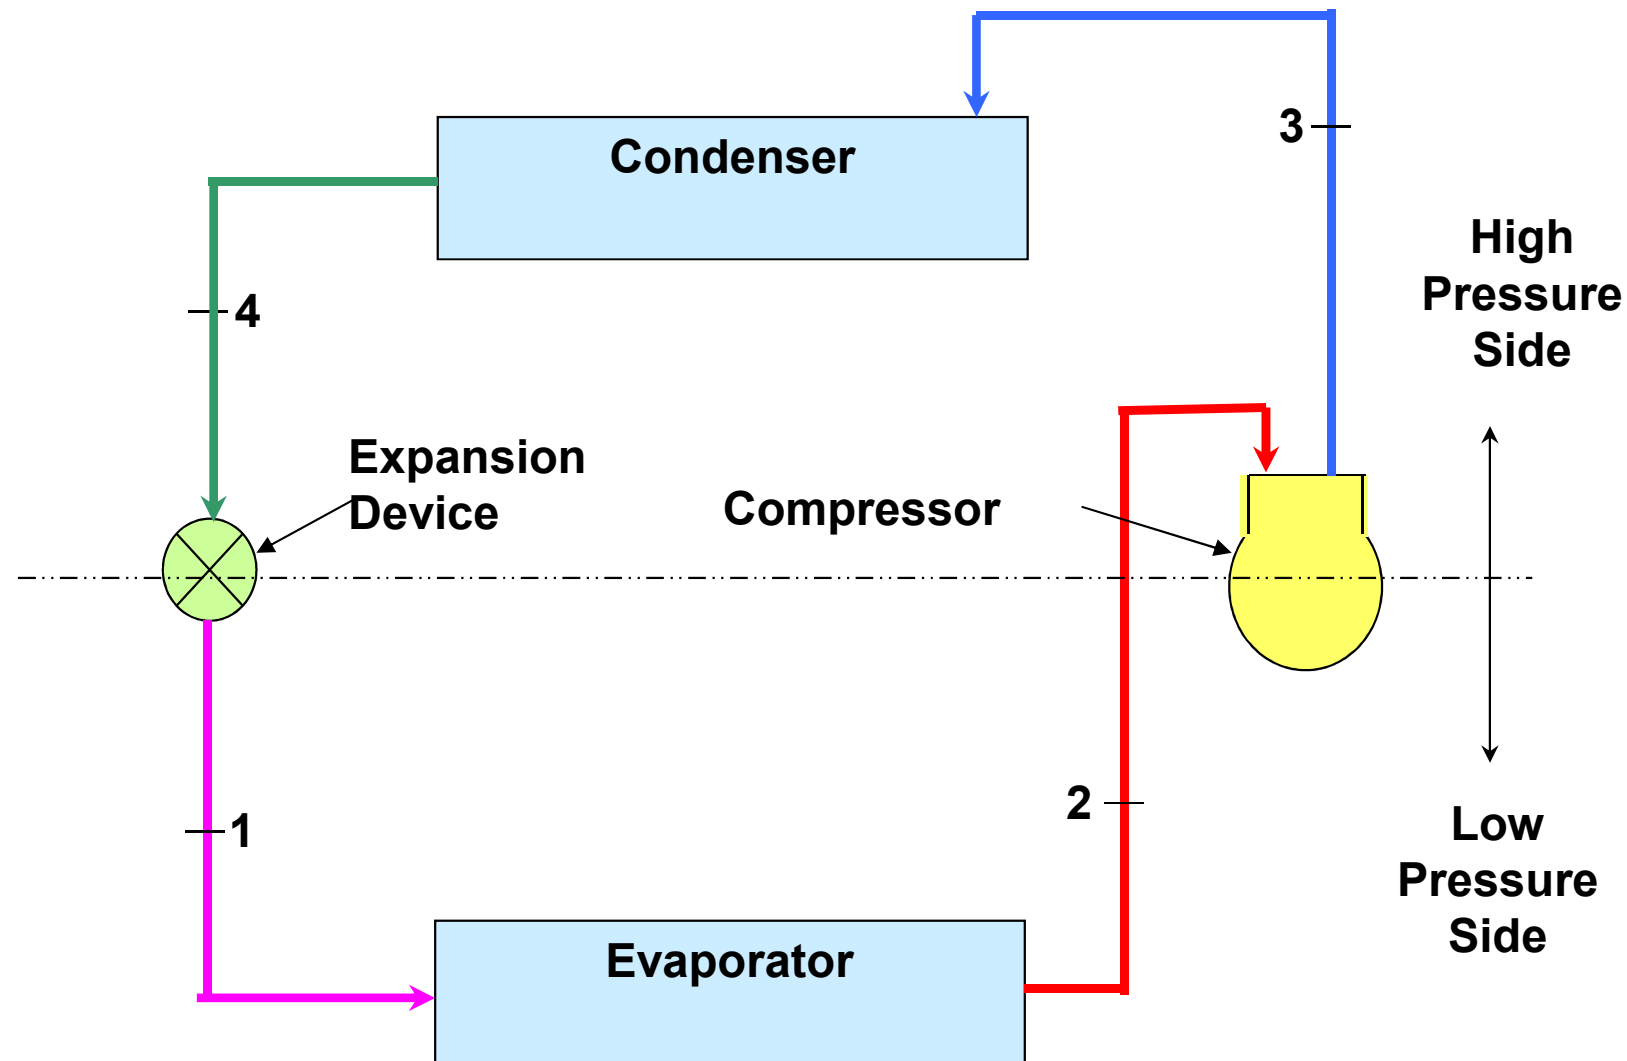 Condenser
3
High
Pressure
Side
4
Expansion
Device
Compressor
1
2
Low
Pressure
Side
Evaporator